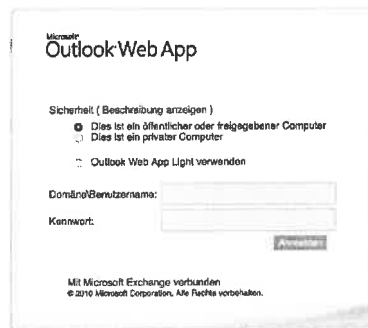 Microsoft®
Outlook Web App
Sicherheit ( Beschreibung anzeigen )
Dies ist ein öffentlicher oder freigegebener Computer
Dies ist ein privater Computer
Outlook Web App Light verwenden
Domäne\Benutzername:
Kennwort:
Anmelden
Mit Microsoft Exchange verbunden
© 2010 Microsoft Corporation. Alle Rechte vorbehalten.